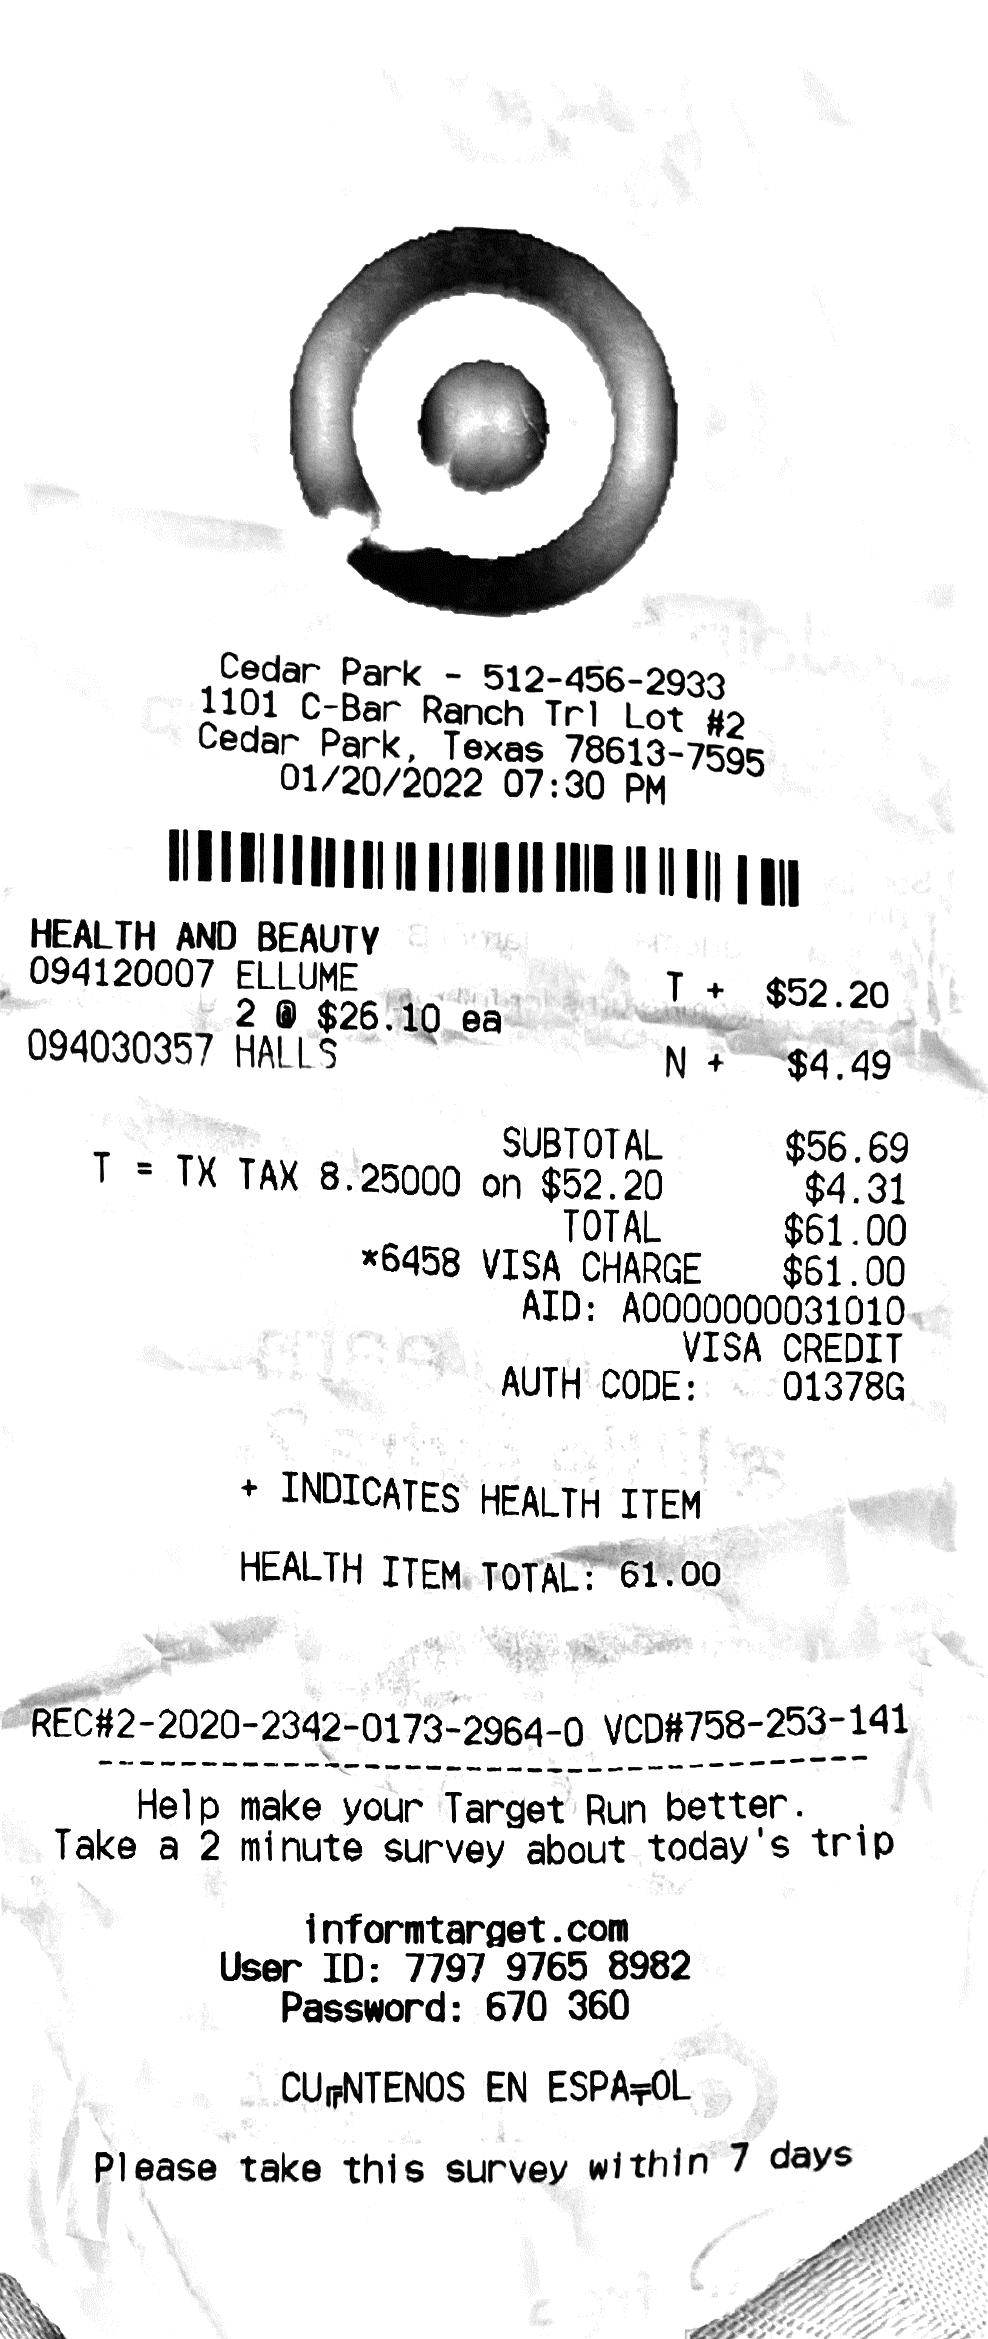 Cedar Park - 512-456-2933
1101 C-Bar Ranch Trl Lot #2
Cedar Park, Texas 78613-7595
01/20/2022 07:30 PM
HEALTH AND BEAUTY
094120007 ELLUME T + $52.20
2 @ $26.10 ea
094030357 HALLS N + $4.49
SUBTOTAL $56.69
T = TX TAX 8.25000 on $52.20 $4.31
TOTAL $61.00
*6458 VISA CHARGE $61.00
AID: A0000000031010
VISA CREDIT
AUTH CODE: 01378G
+ INDICATES HEALTH ITEM
HEALTH ITEM TOTAL: 61.00
REC#2-2020-2342-0173-2964-0 VCD#758-253-141
Help make your Target Run better.
Take a 2 minute survey about today's trip
informtarget.com
User ID: 7797 9765 8982
Password: 670 360
CU╓NTENOS EN ESPA╤OL
Please take this survey within 7 days